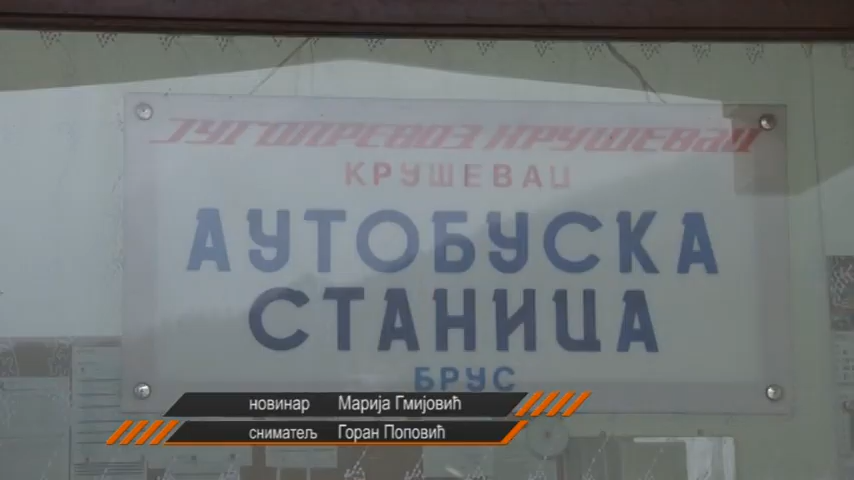 ЈУГОПРЕВОЗ КРУШЕВАЦ
КРУШЕВАЦ
АУТОБУСКА
СТАНИЦА
БРУС
новинар Марија Гмијовић
сниматељ Горан Поповић